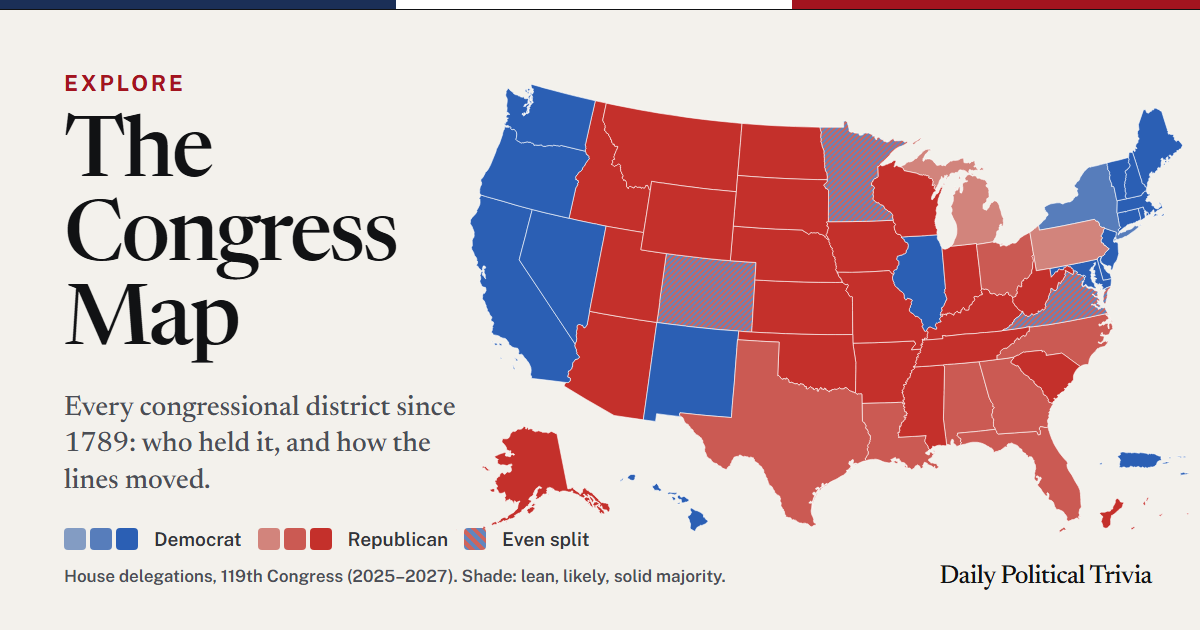 EXPLORE
The
Congress
Map
Every congressional district since
1789: who held it, and how the
lines moved.
Democrat
Republican
Even split
House delegations, 119th Congress (2025–2027). Shade: lean, likely, solid majority.
Daily Political Trivia